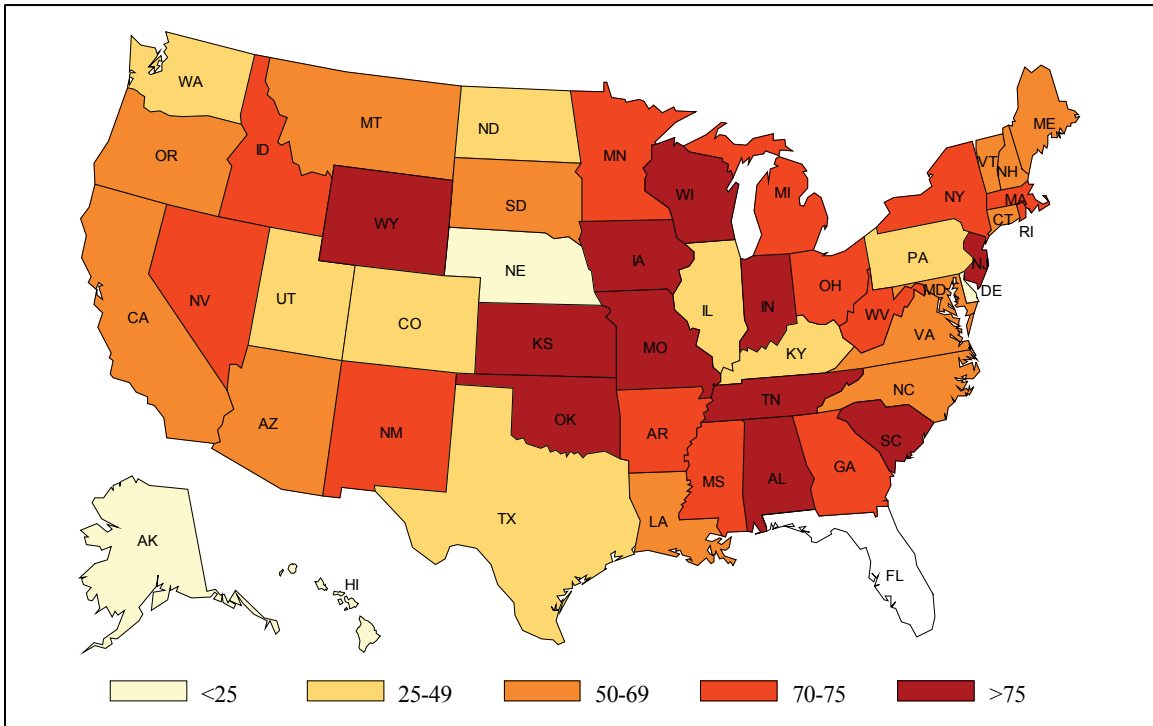 WA
MT
ND
ME
OR
ID
MN
VT
NH
WI
MI
NY
MA
SD
CT
RI
WY
IA
PA
NE
NJ
DE
NV
UT
OH
MD
IL
IN
WV
CA
CO
VA
KS
MO
KY
NC
AZ
NM
OK
TN
AR
SC
MS
AL
GA
TX
LA
AK
HI
FL
<25
25-49
50-69
70-75
>75